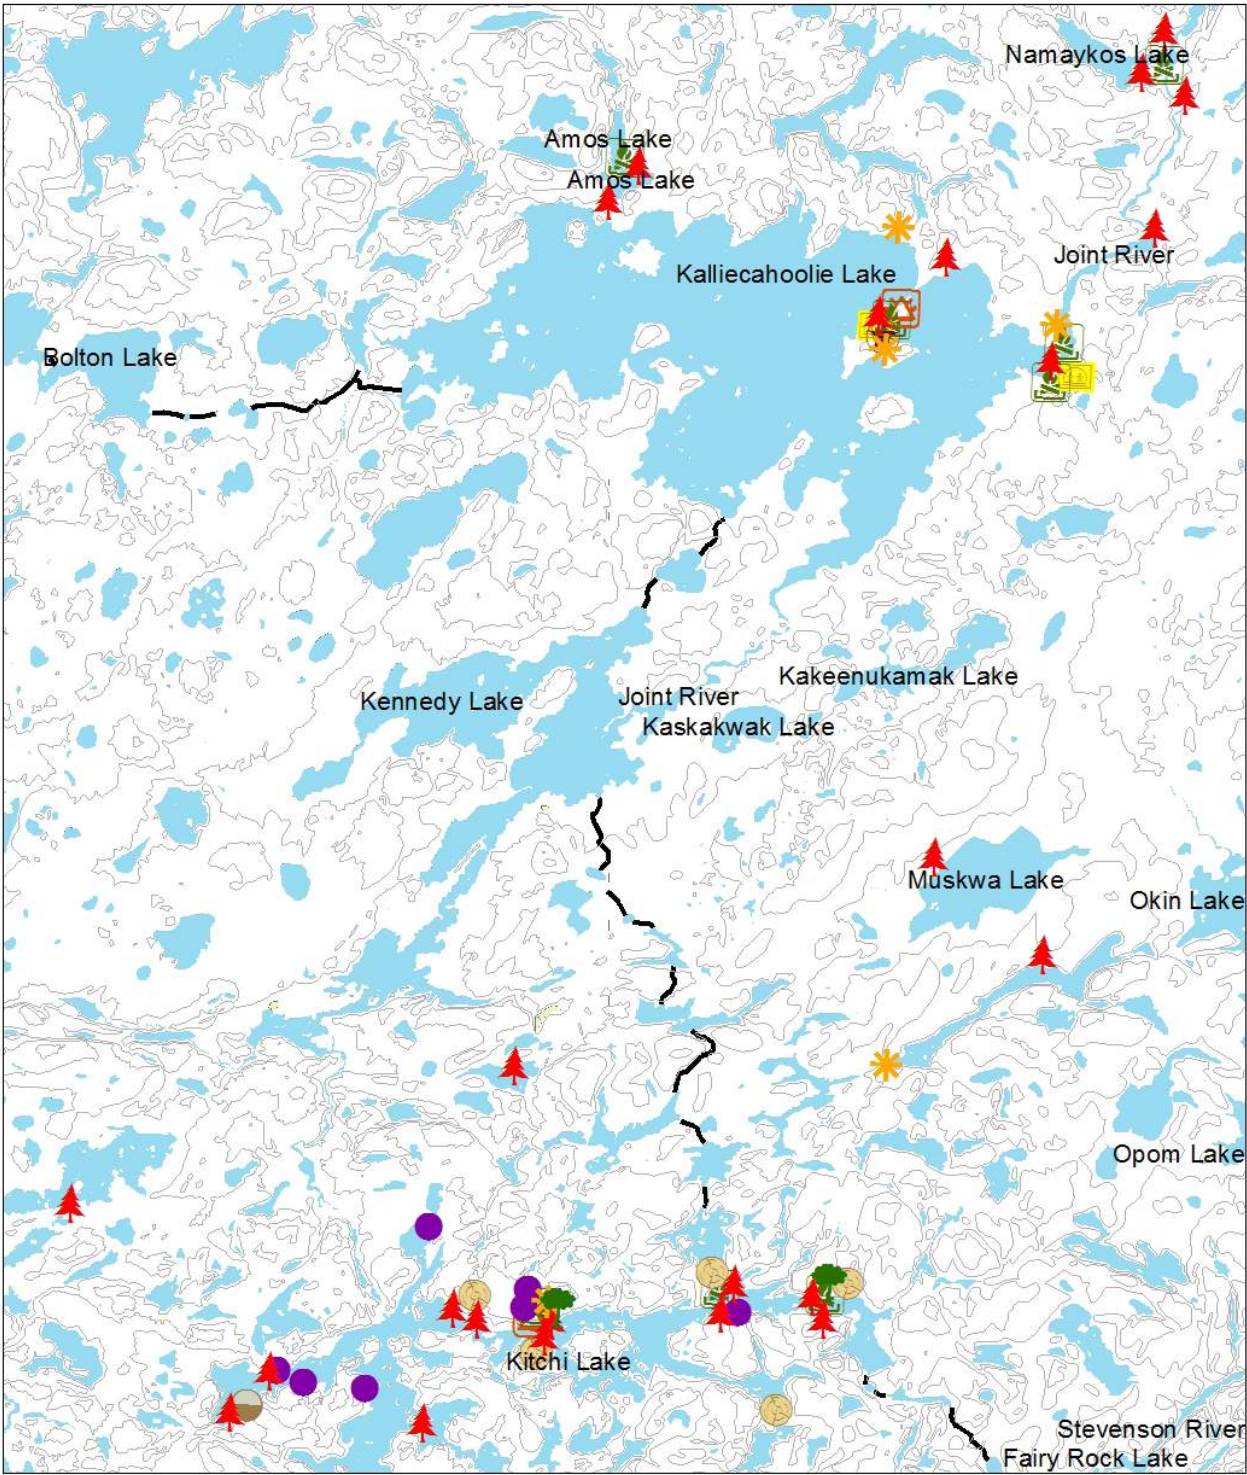 Namaykos Lake
Amos Lake
Amos Lake
Joint River
Kalliecahoolie Lake
Bolton Lake
Kakeenukamak Lake
Kennedy Lake
Joint River
Kaskakwak Lake
Muskwa Lake
Okin Lake
Opom Lake
Kitchi Lake
Stevenson River
Fairy Rock Lake